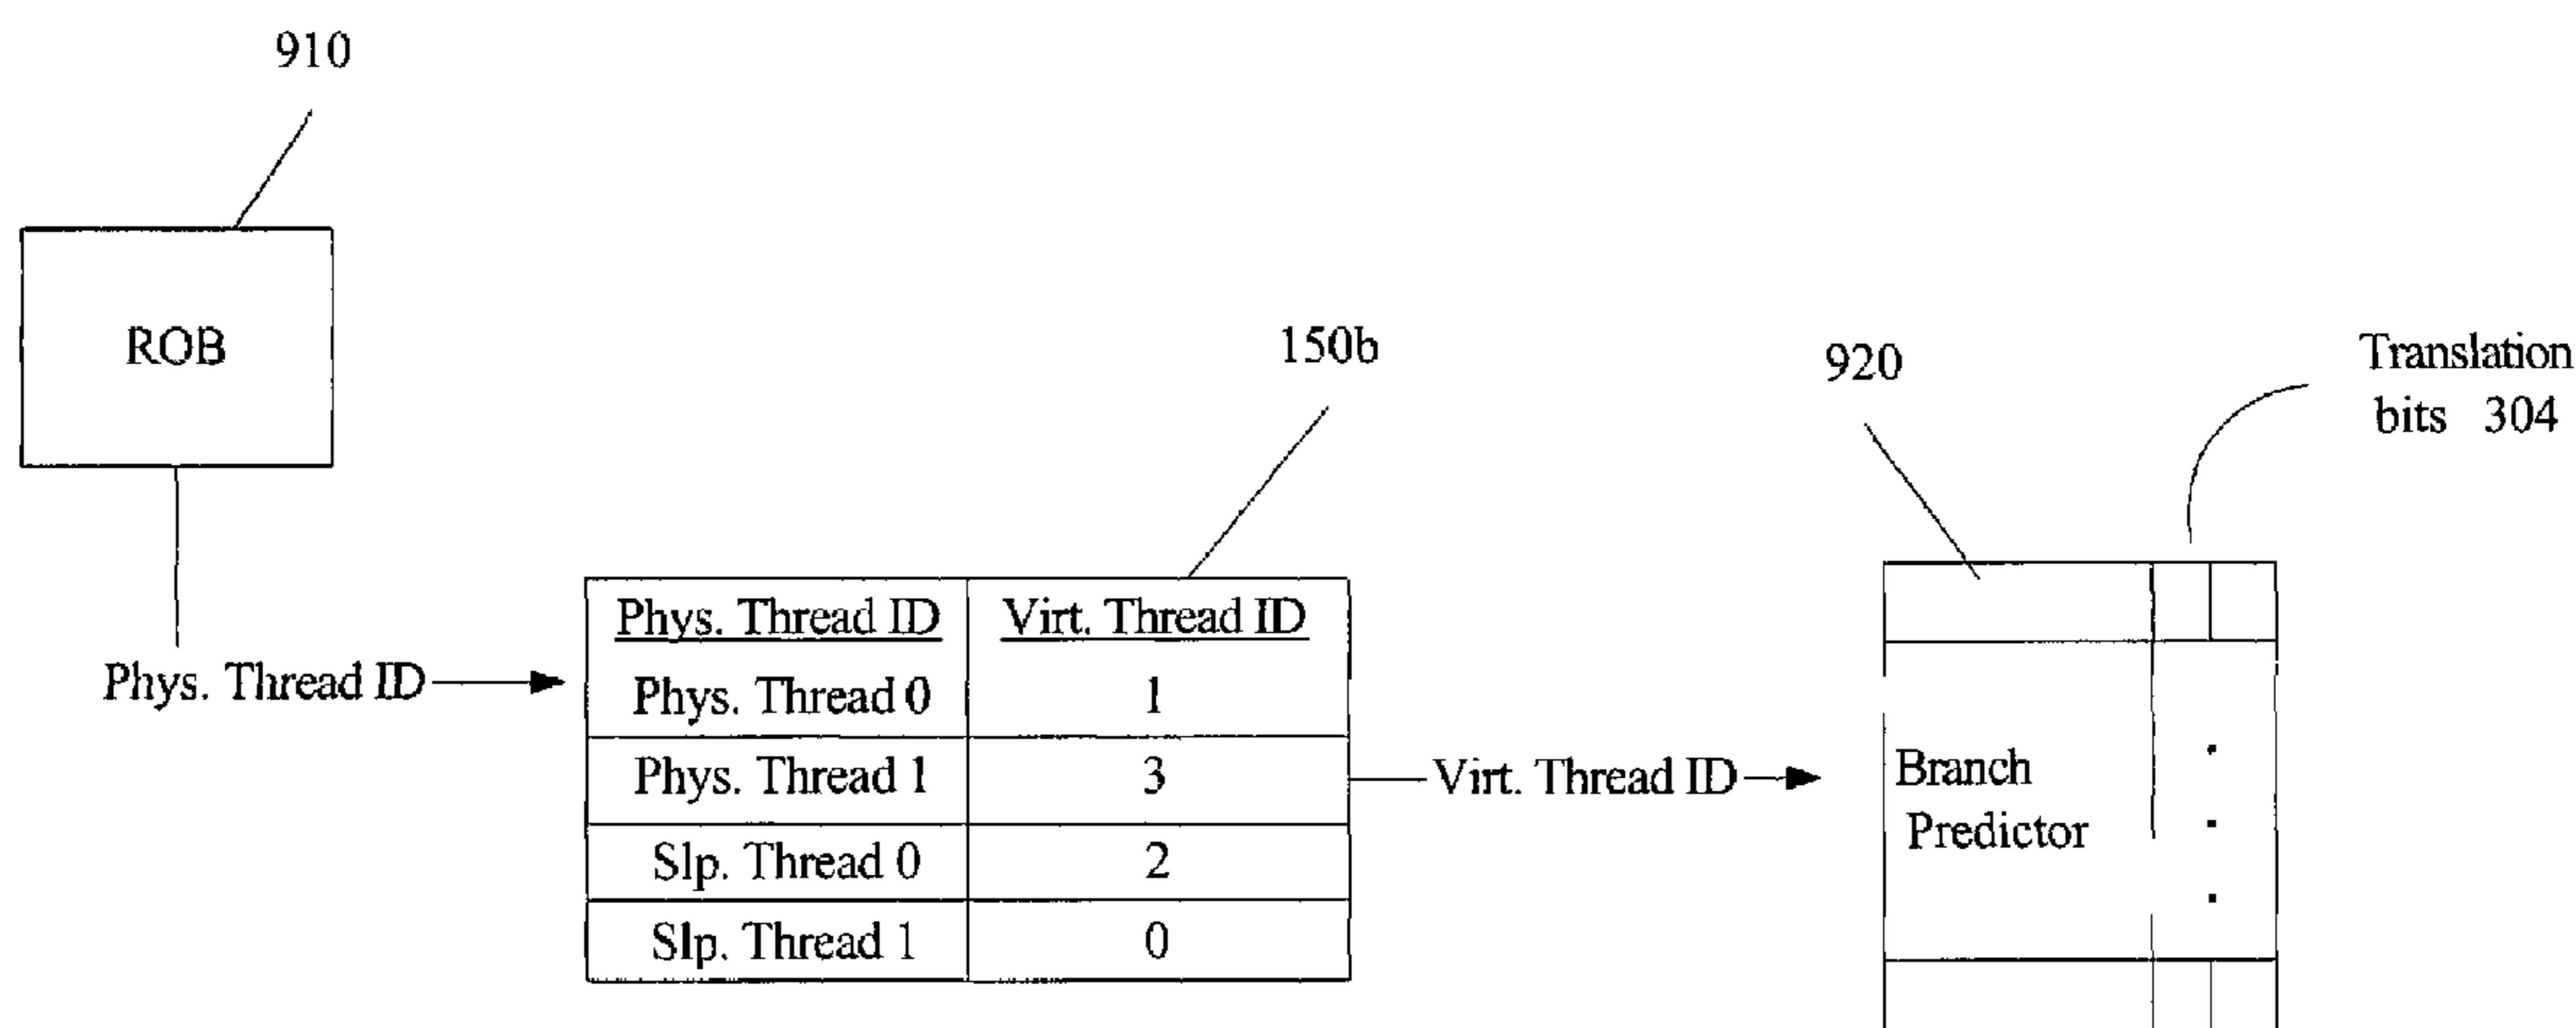 910
ROB
150b
920
Translation
bits 304
Phys. Thread ID
Phys. Thread ID Virt. Thread ID
Phys. Thread 0 1
Phys. Thread 1 3
Slp. Thread 0 2
Slp. Thread 1 0
Virt. Thread ID
Branch
Predictor